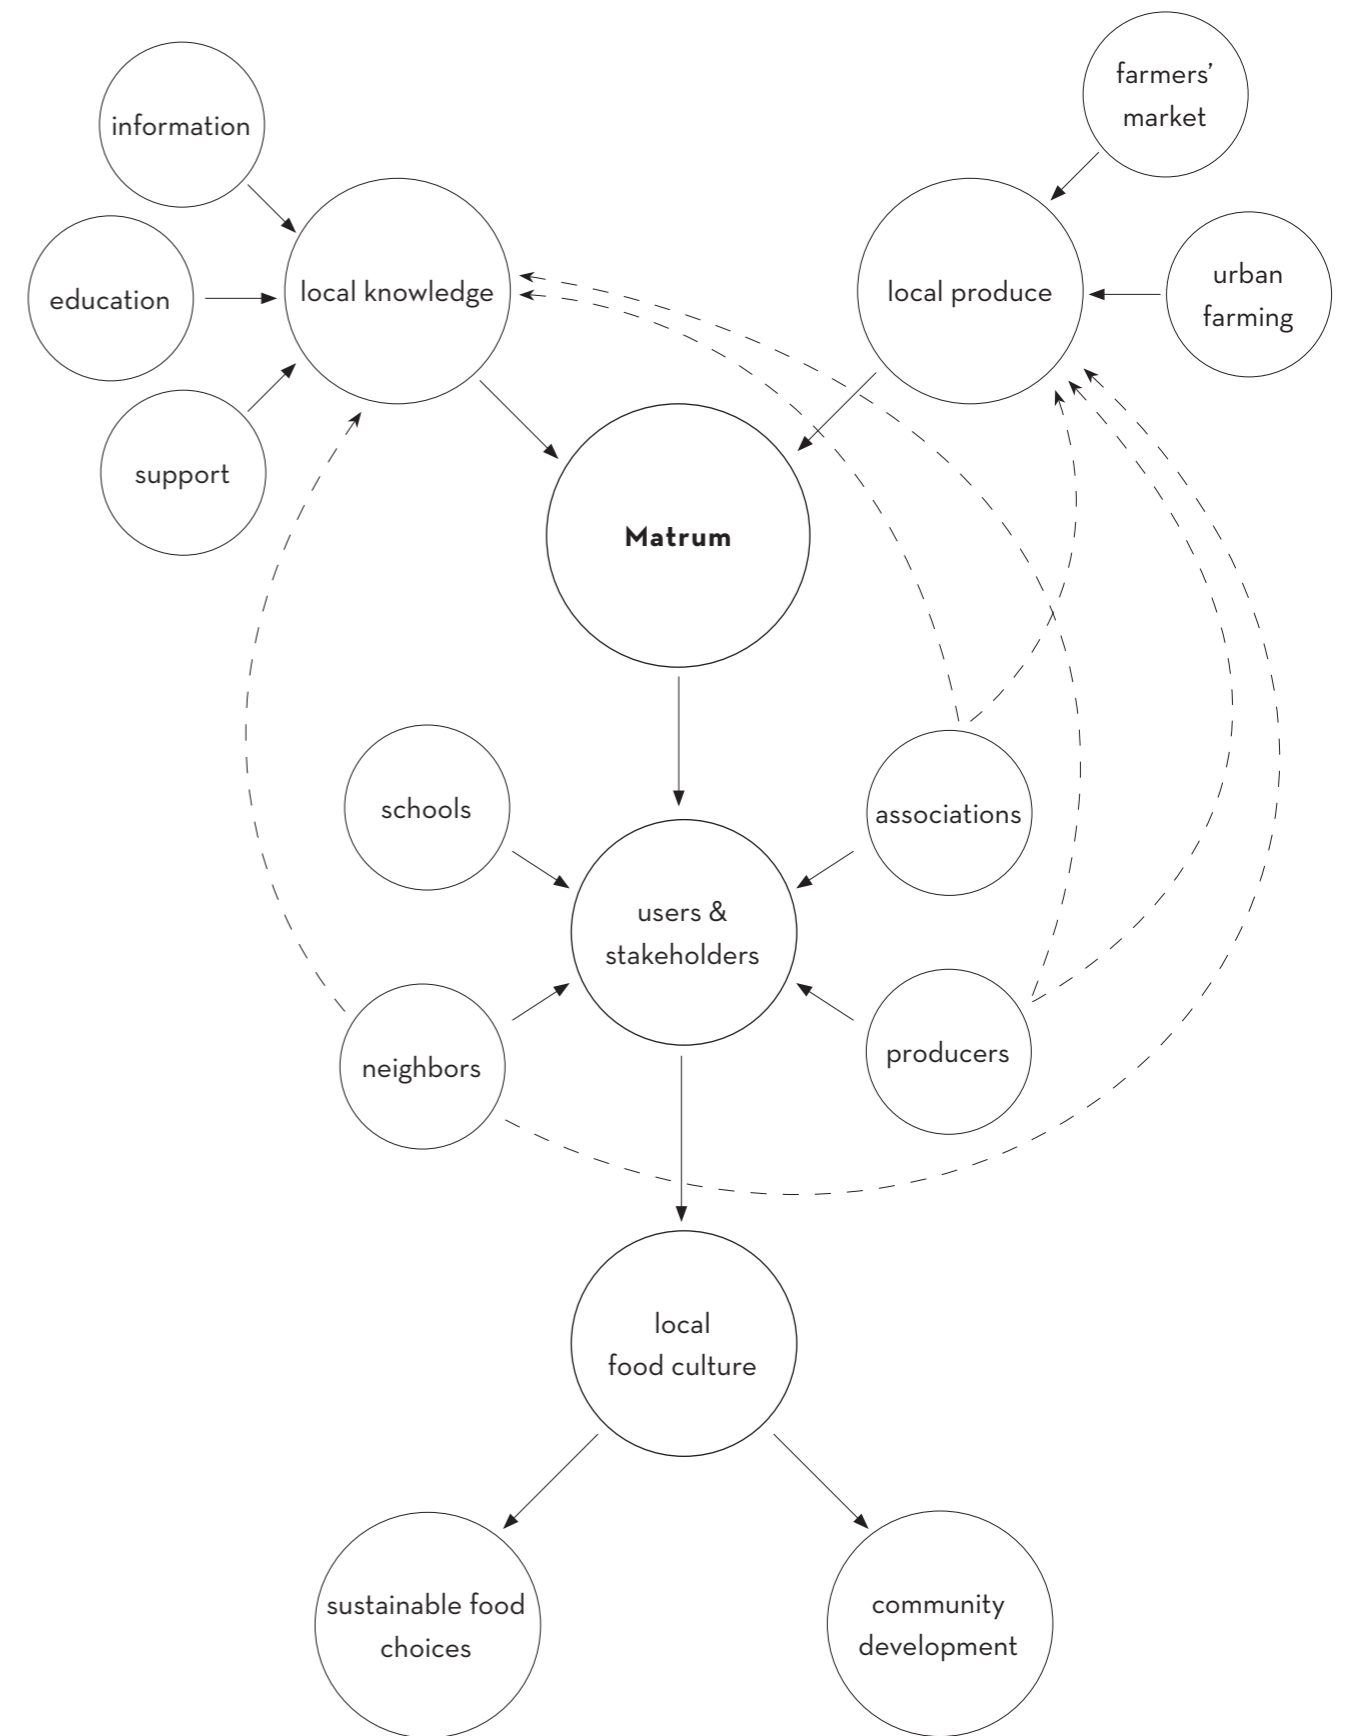 farmers’
market
information
urban
farming
education
local knowledge
local produce
support
Matrum
schools
associations
users &
stakeholders
neighbors
producers
local
food culture
sustainable food
choices
community
development